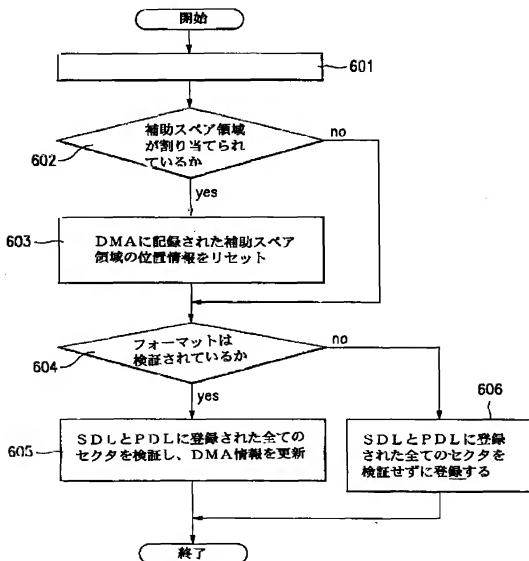 開始
601
補助スペア領域
が割り当てられ
ているか
no
602
yes
603
DMAに記録された補助スペア
領域の位置情報をリセット
フォーマットは
検証されているか
no
604
yes
606
605
SDLとPDLに登録された全ての
セクタを検証し、DMA情報を更新
SDLとPDLに登録
された全てのセクタを
検証せずに登録する
終了